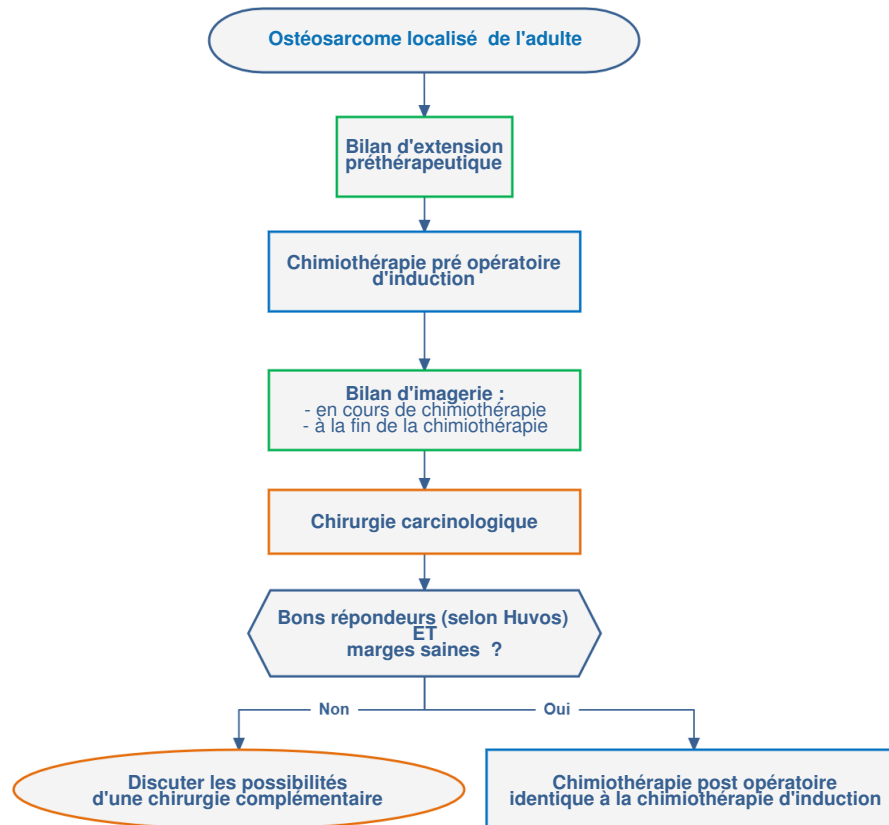 Ostéosarcome localisé  de l'adulte
Bilan d'extension
préthérapeutique
Chimiothérapie pré opératoire
d'induction
Bilan d'imagerie :
- en cours de chimiothérapie
- à la fin de la chimiothérapie
Chirurgie carcinologique
Bons répondeurs (selon Huvos)
ET
marges saines  ?
Non
Oui
Discuter les possibilités
d'une chirurgie complémentaire
Chimiothérapie post opératoire
identique à la chimiothérapie d'induction